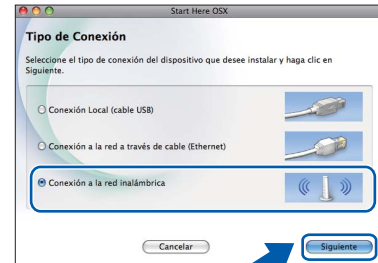 Start Here OSX
Tipo de Conexión
Seleccione el tipo de conexión del dispositivo que desee instalar y haga clic en
Siguiente.
Conexión Local (cable USB)
Conexión a la red a través de cable (Ethernet)
Conexión a la red inalámbrica
Cancelar
Siguiente